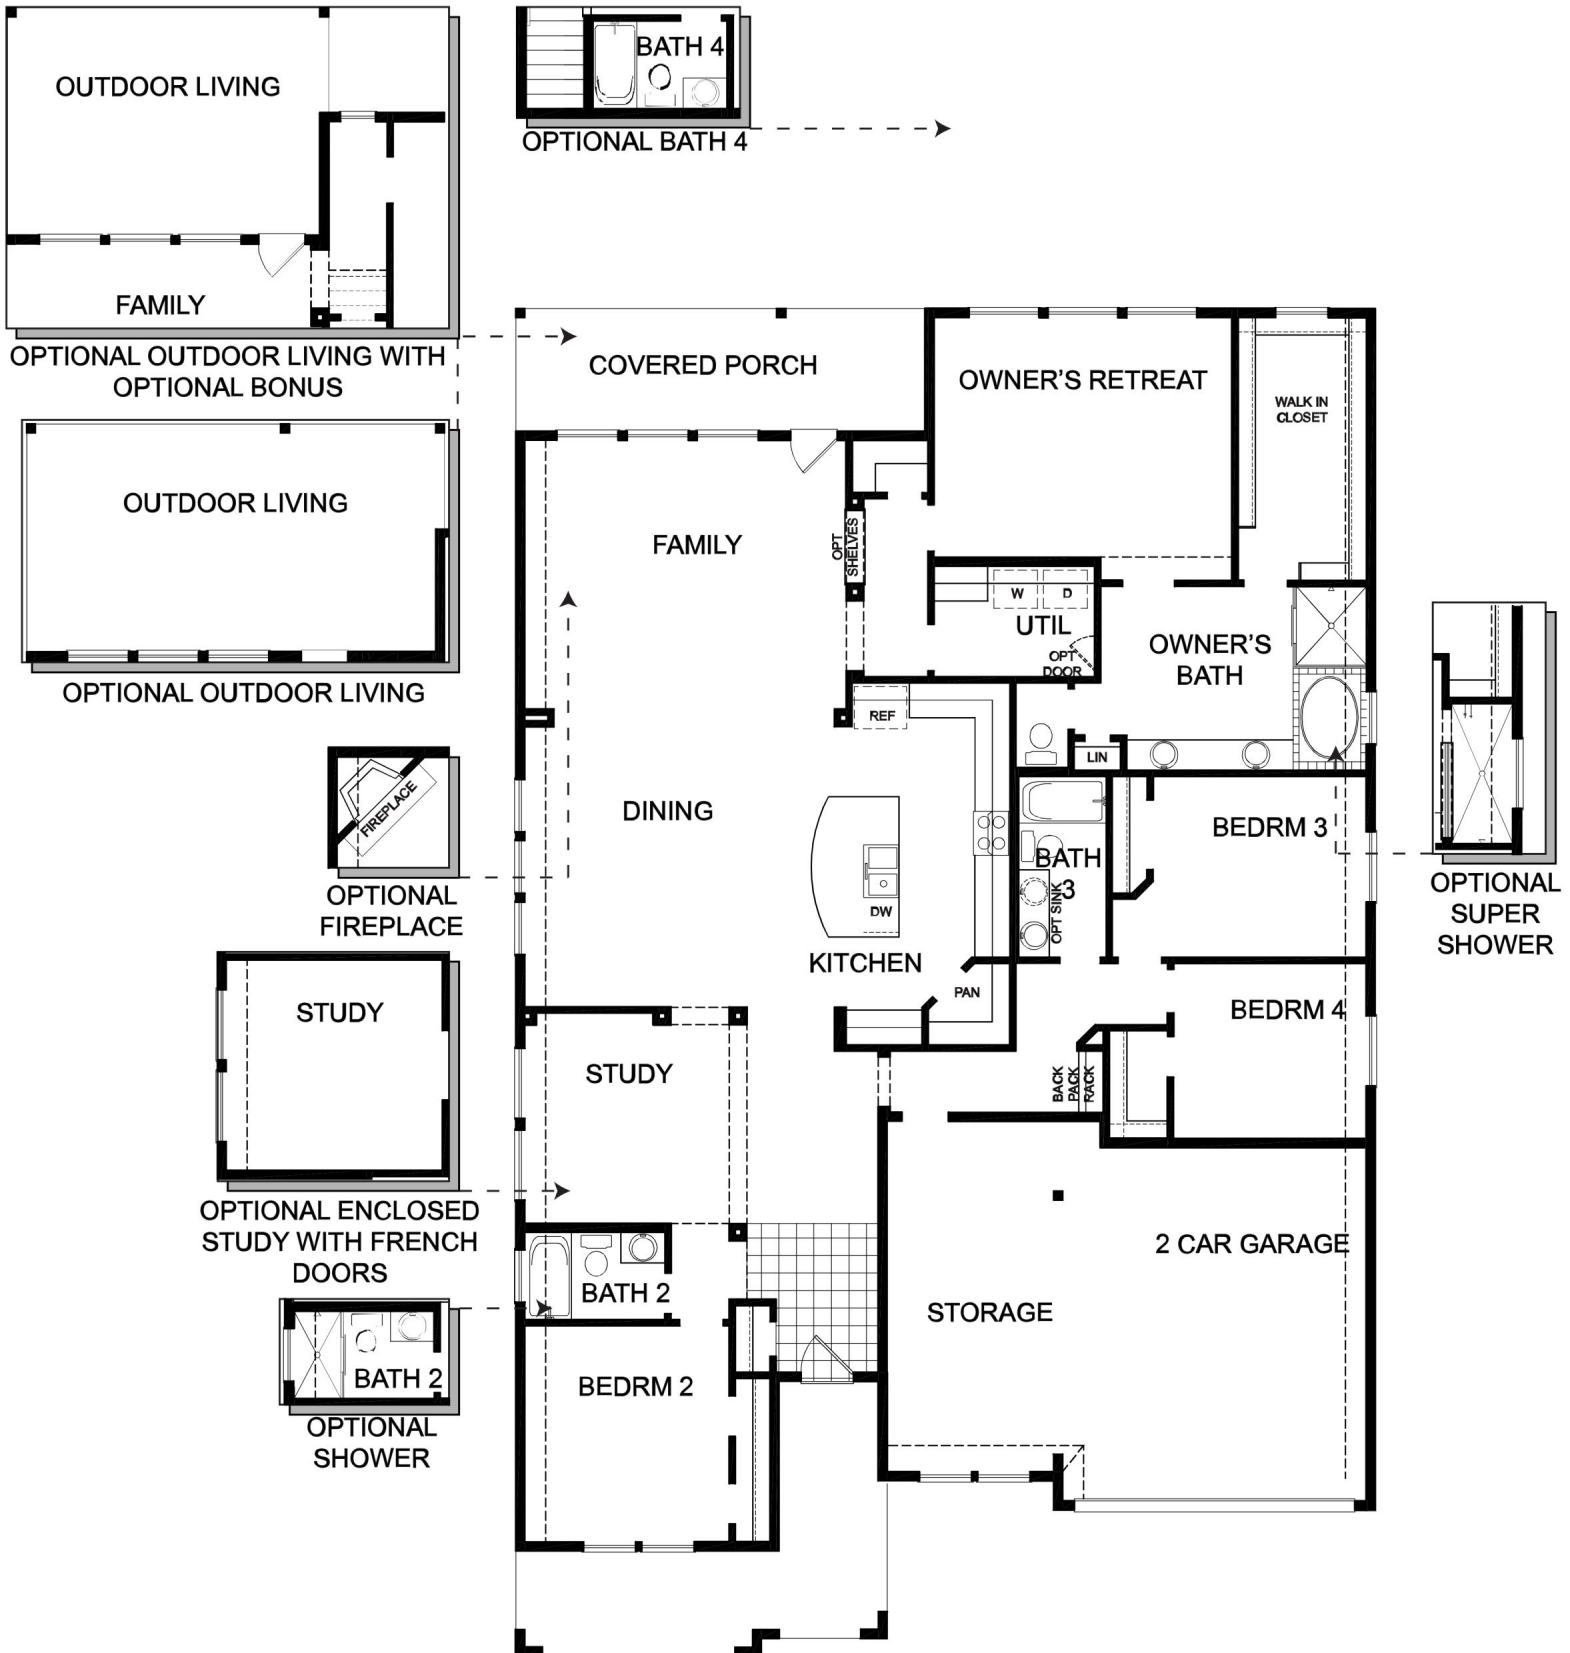 OUTDOOR LIVING
FAMILY
OPTIONAL OUTDOOR LIVING WITH
OPTIONAL BONUS
BATH 4
OPTIONAL BATH 4
OUTDOOR LIVING
OPTIONAL OUTDOOR LIVING
FIREPLACE
OPTIONAL
FIREPLACE
STUDY
OPTIONAL ENCLOSED
STUDY WITH FRENCH
DOORS
BATH 2
OPTIONAL
SHOWER
COVERED PORCH
OWNER'S RETREAT
WALK IN
CLOSET
FAMILY
OPT
SHELVES
W
D
UTIL
OPT
DOOR
OWNER'S
BATH
REF
LIN
DINING
BEDRM 3
BATH
3
OPT SINK
DW
KITCHEN
PAN
BEDRM 4
STUDY
BACK
PACK
RACK
2 CAR GARAGE
BATH 2
STORAGE
BEDRM 2
OPTIONAL
SUPER
SHOWER